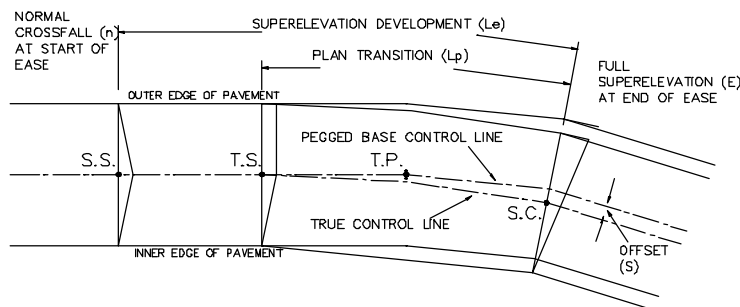 NORMAL
CROSSFALL (n)
AT START OF
EASE
SUPERELEVATION DEVELOPMENT (Le)
PLAN TRANSITION (Lp)
FULL
SUPERELEVATION (E)
AT END OF EASE
OUTER EDGE OF PAVEMENT
PEGGED BASE CONTROL LINE
S.S.
T.S.
T.P.
S.C.
TRUE CONTROL LINE
OFFSET
(S)
INNER EDGE OF PAVEMENT